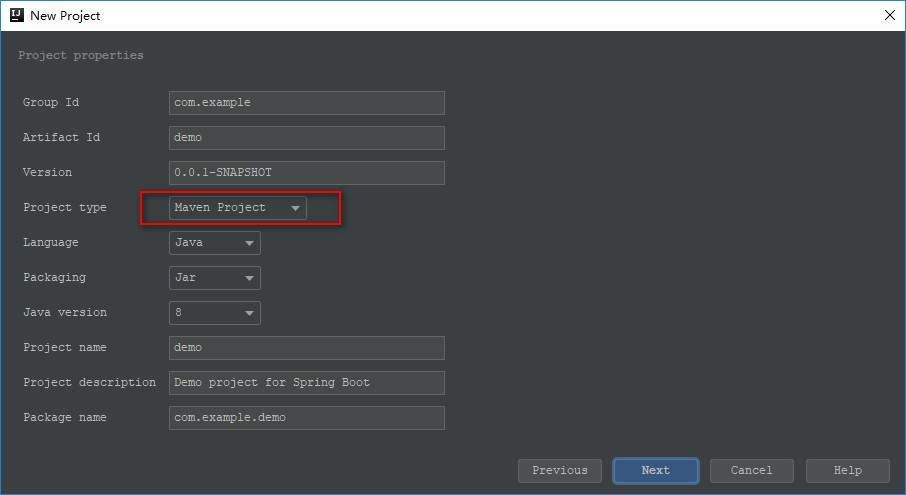 New Project
Project properties
Group Id com.example
Artifact Id demo
Version 0.0.1-SNAPSHOT
Project type Maven Project
Language Java
Packaging Jar
Java version 8
Project name demo
Project description Demo project for Spring Boot
Package name com.example.demo
Previous Next Cancel Help